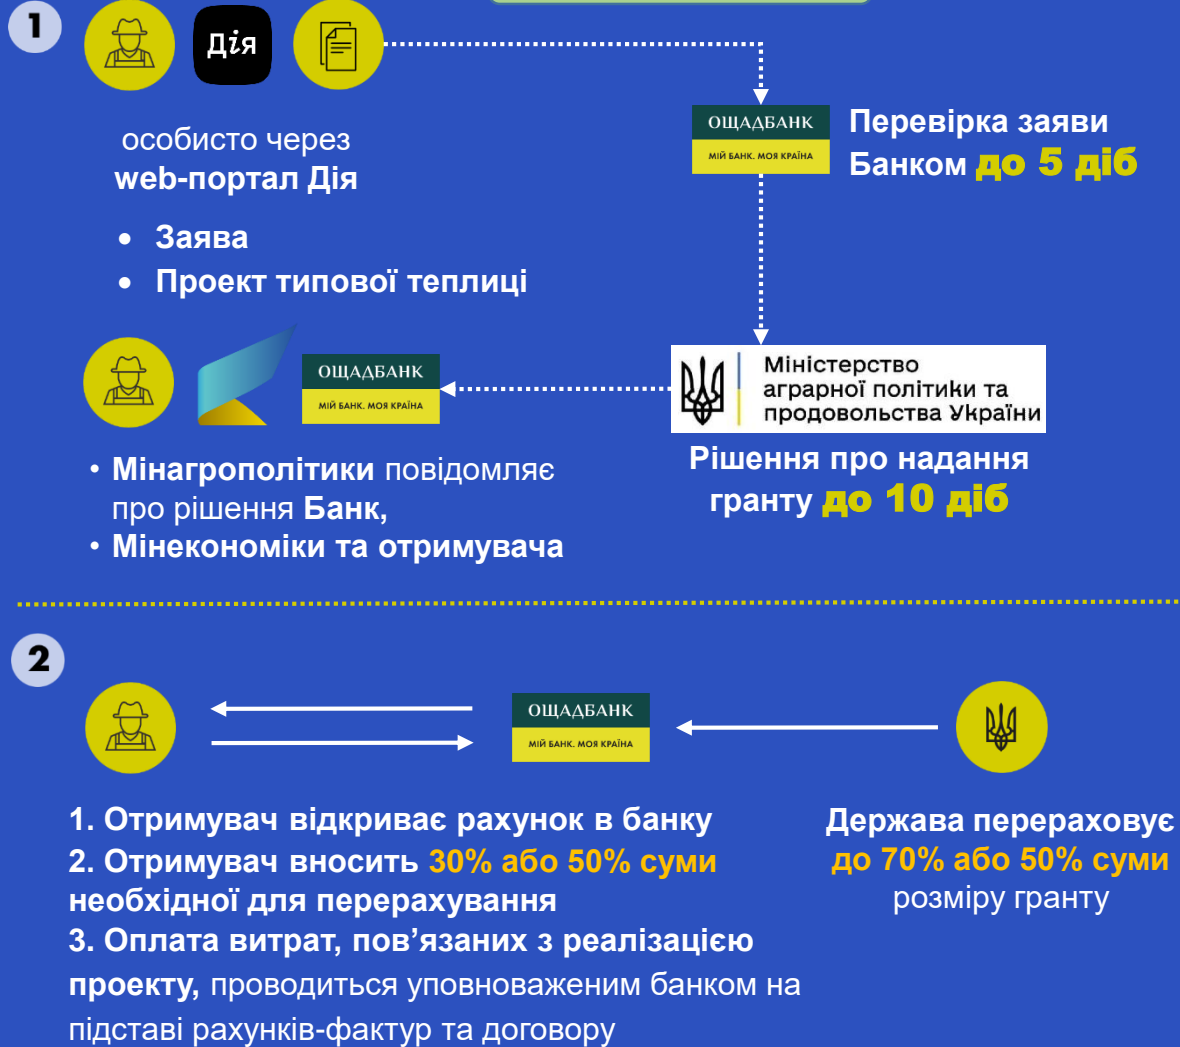 1
Дія
особисто через
web-портал Дія
• Заява
• Проект типової теплиці
ОЩАДБАНК
МІЙ БАНК. МОЯ КРАЇНА
Перевірка заяви
Банком до 5 діб
Міністерство
аграрної політики та
продовольства України
Рішення про надання
гранту до 10 діб
ОЩАДБАНК
МІЙ БАНК. МОЯ КРАЇНА
• Мінагрополітики повідомляє
про рішення Банк,
• Мінекономіки та отримувача
2
ОЩАДБАНК
МІЙ БАНК. МОЯ КРАЇНА
1. Отримувач відкриває рахунок в банку
2. Отримувач вносить 30% або 50% суми
необхідної для перерахування
3. Оплата витрат, пов’язаних з реалізацією
проекту, проводиться уповноваженим банком на
підставі рахунків-фактур та договору
Держава перераховує
до 70% або 50% суми
розміру гранту